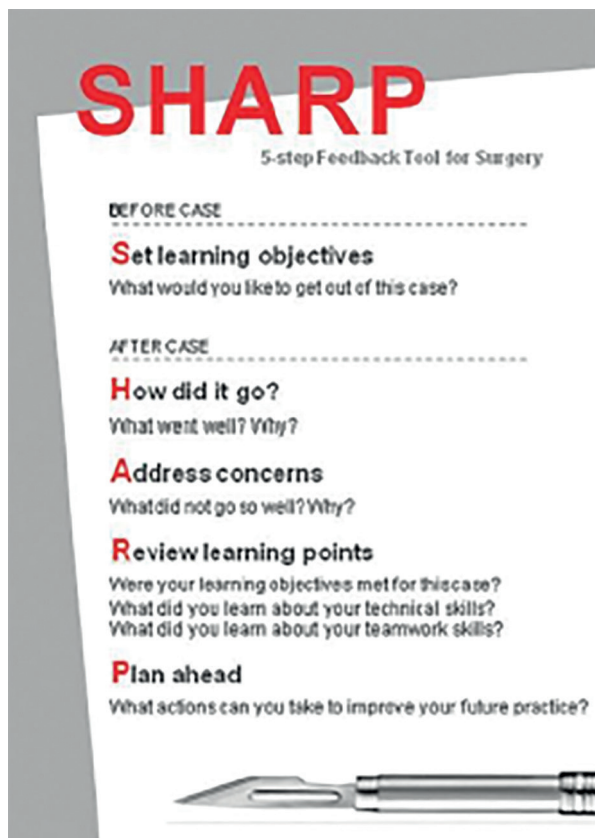 SHARP
5-step Feedback Tool for Surgery
BEFORE CASE
Set learning objectives
What would you like to get out of this case?
AFTER CASE
How did it go?
What went well? Why?
Address concerns
What did not go so well? Why?
Review learning points
Were your learning objectives met for this case?
What did you learn about your technical skills?
What did you learn about your teamwork skills?
Plan ahead
What actions can you take to improve your future practice?